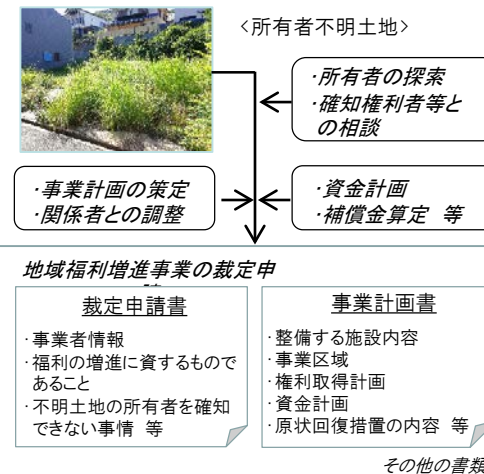 <所有者不明土地>
・所有者の探索
・確知権利者等と
の相談
・事業計画の策定
・関係者との調整
・資金計画
・補償金算定 等
地域福利増進事業の裁定申
裁定申請書
・事業者情報
・福利の増進に資するもので
あること
・不明土地の所有者を確知
できない事情 等
事業計画書
・整備する施設内容
・事業区域
・権利取得計画
・資金計画
・原状回復措置の内容 等
その他の書類